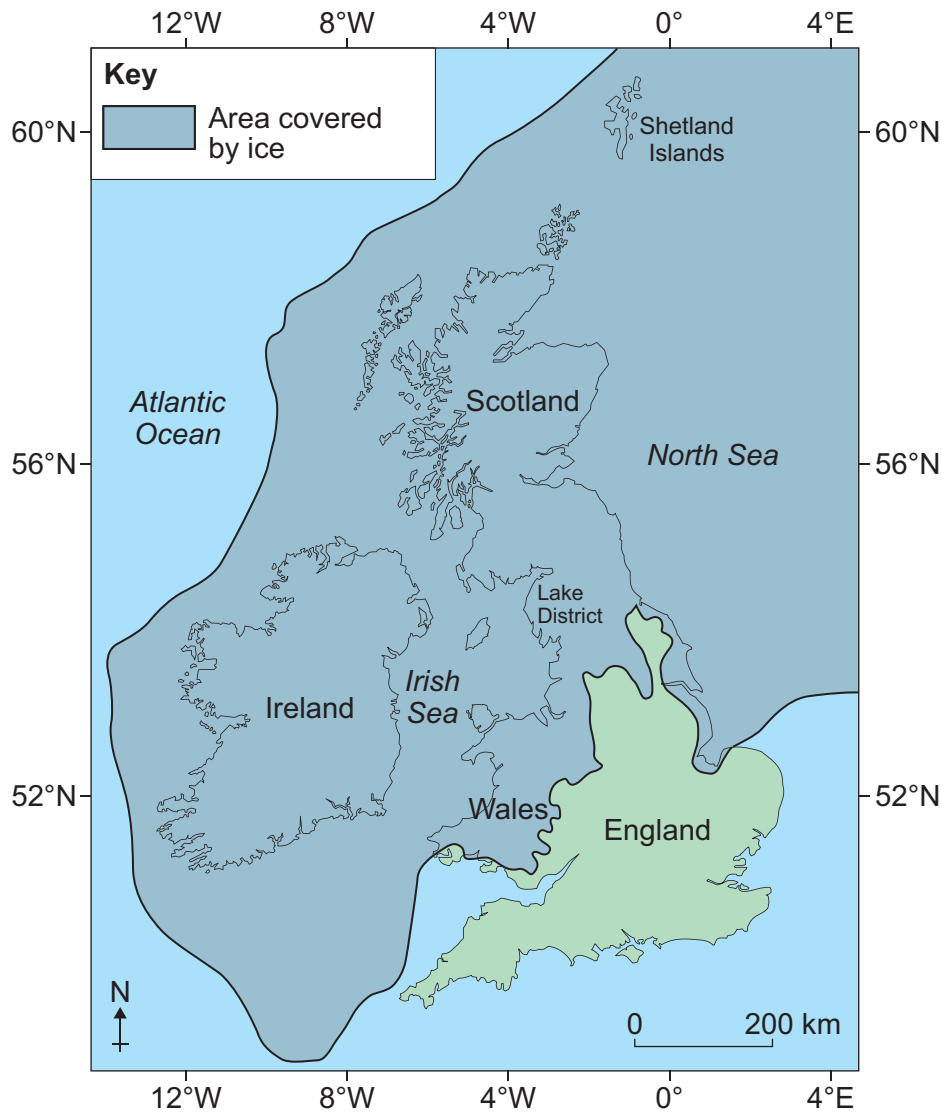 12°W 8°W 4°W 0° 4°E
Key
Area covered
by ice
60°N
60°N
Shetland
Islands
Scotland
Atlantic
Ocean
56°N
North Sea
56°N
Lake
District
Irish
Sea
Ireland
52°N
52°N
Wales
England
N
0 200 km
12°W 8°W 4°W 0° 4°E